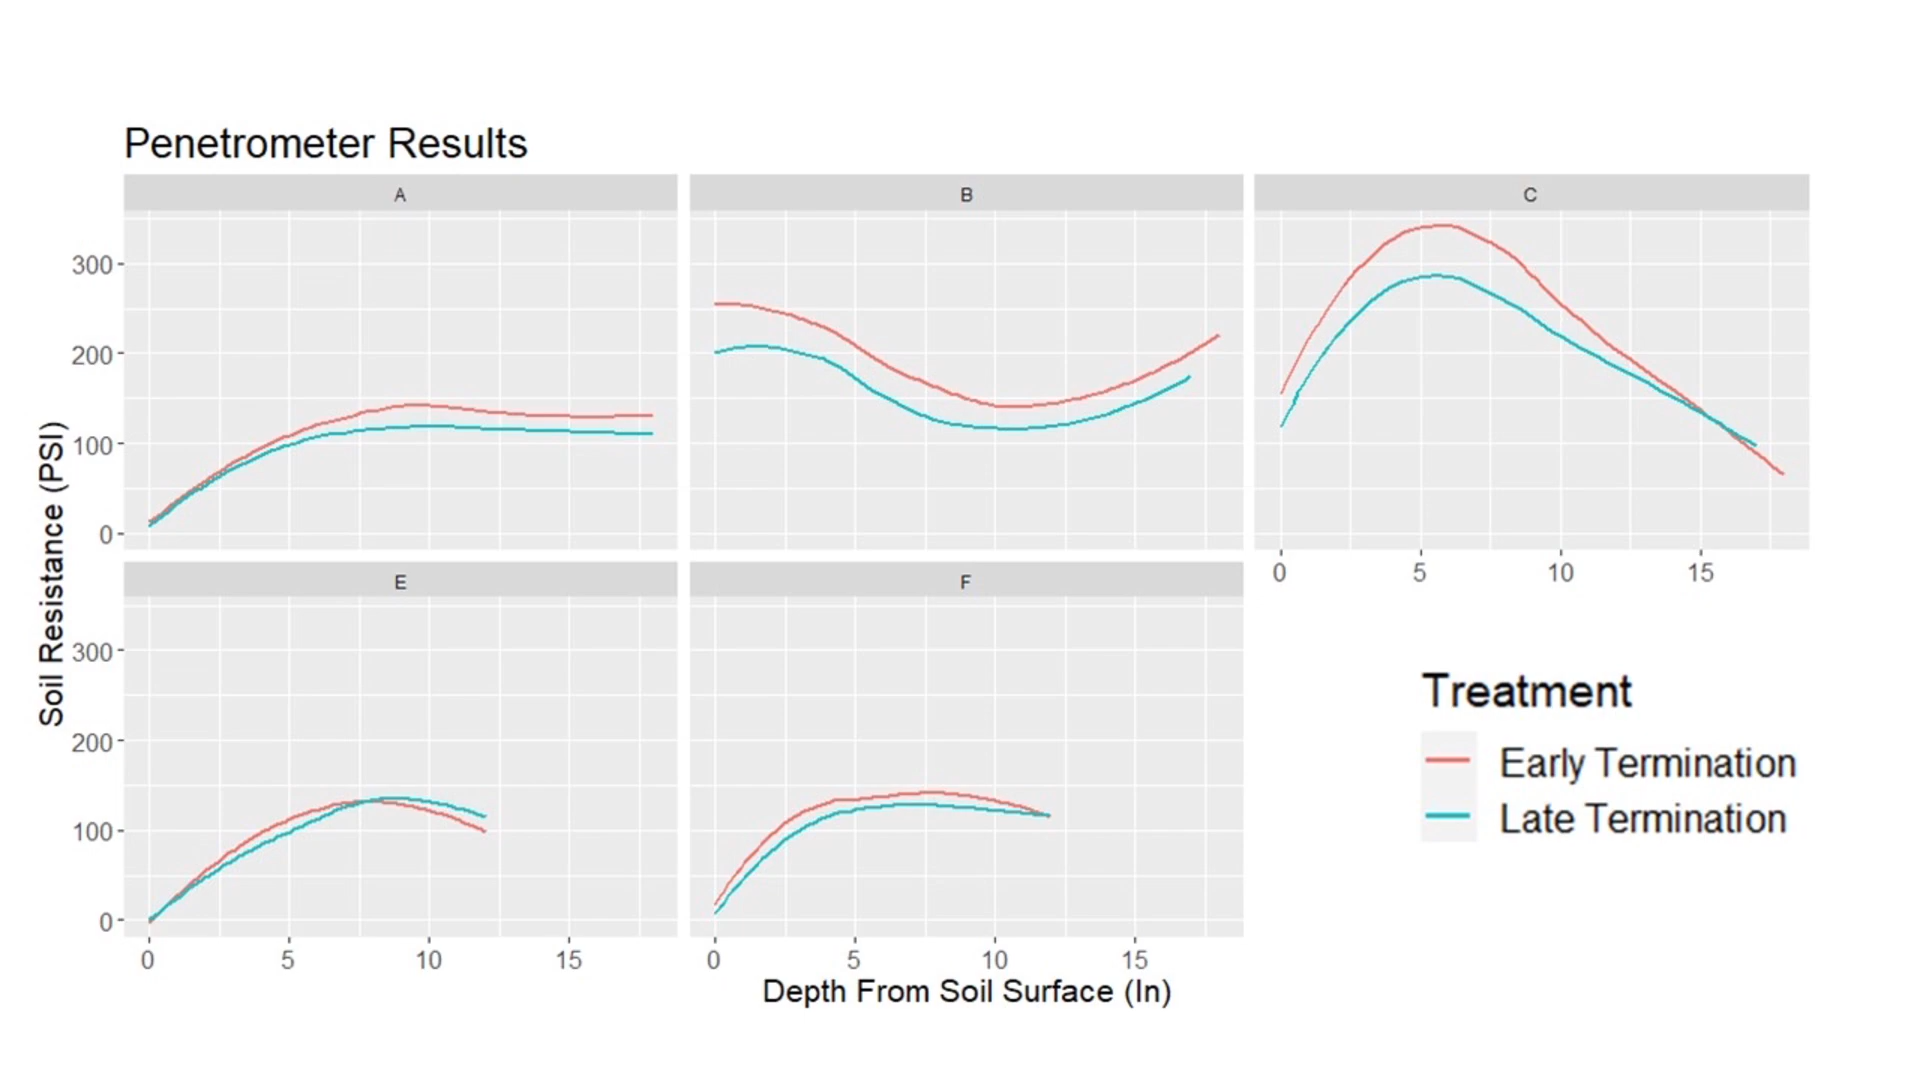 Penetrometer Results
A
B
C
300
200
100
0
0 5 10 15
E
F
300
200
100
0
0 5 10 15
0 5 10 15
Soil Resistance (PSI)
Depth From Soil Surface (In)
Treatment
Early Termination
Late Termination